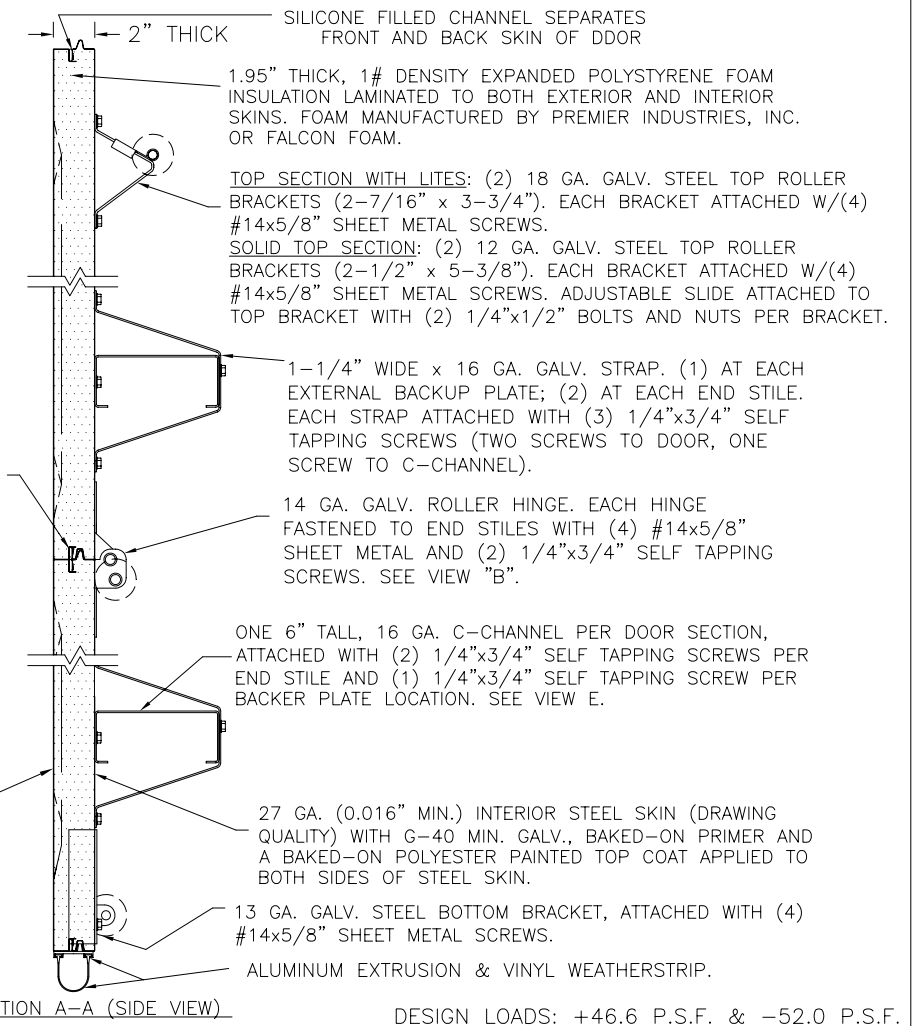 SILICONE FILLED CHANNEL SEPARATES
FRONT AND BACK SKIN OF DDOR
2" THICK
1.95" THICK, 1# DENSITY EXPANDED POLYSTYRENE FOAM
INSULATION LAMINATED TO BOTH EXTERIOR AND INTERIOR
SKINS. FOAM MANUFACTURED BY PREMIER INDUSTRIES, INC.
OR FALCON FOAM.
TOP SECTION WITH LITES: (2) 18 GA. GALV. STEEL TOP ROLLER
BRACKETS (2-7/16" x 3-3/4"). EACH BRACKET ATTACHED W/(4)
#14x5/8" SHEET METAL SCREWS.
SOLID TOP SECTION: (2) 12 GA. GALV. STEEL TOP ROLLER
BRACKETS (2-1/2" x 5-3/8"). EACH BRACKET ATTACHED W/(4)
#14x5/8" SHEET METAL SCREWS. ADJUSTABLE SLIDE ATTACHED TO
TOP BRACKET WITH (2) 1/4"x1/2" BOLTS AND NUTS PER BRACKET.
1-1/4" WIDE x 16 GA. GALV. STRAP. (1) AT EACH
EXTERNAL BACKUP PLATE; (2) AT EACH END STILE.
EACH STRAP ATTACHED WITH (3) 1/4"x3/4" SELF
TAPPING SCREWS (TWO SCREWS TO DOOR, ONE
SCREW TO C-CHANNEL).
14 GA. GALV. ROLLER HINGE. EACH HINGE
FASTENED TO END STILES WITH (4) #14x5/8"
SHEET METAL AND (2) 1/4"x3/4" SELF TAPPING
SCREWS. SEE VIEW "B".
ONE 6" TALL, 16 GA. C-CHANNEL PER DOOR SECTION,
ATTACHED WITH (2) 1/4"x3/4" SELF TAPPING SCREWS PER
END STILE AND (1) 1/4"x3/4" SELF TAPPING SCREW PER
BACKER PLATE LOCATION. SEE VIEW E.
27 GA. (0.016" MIN.) INTERIOR STEEL SKIN (DRAWING
QUALITY) WITH G-40 MIN. GALV., BAKED-ON PRIMER AND
A BAKED-ON POLYESTER PAINTED TOP COAT APPLIED TO
BOTH SIDES OF STEEL SKIN.
13 GA. GALV. STEEL BOTTOM BRACKET, ATTACHED WITH (4)
#14x5/8" SHEET METAL SCREWS.
ALUMINUM EXTRUSION & VINYL WEATHERSTRIP.
TION A-A (SIDE VIEW)
DESIGN LOADS: +46.6 P.S.F. & -52.0 P.S.F.